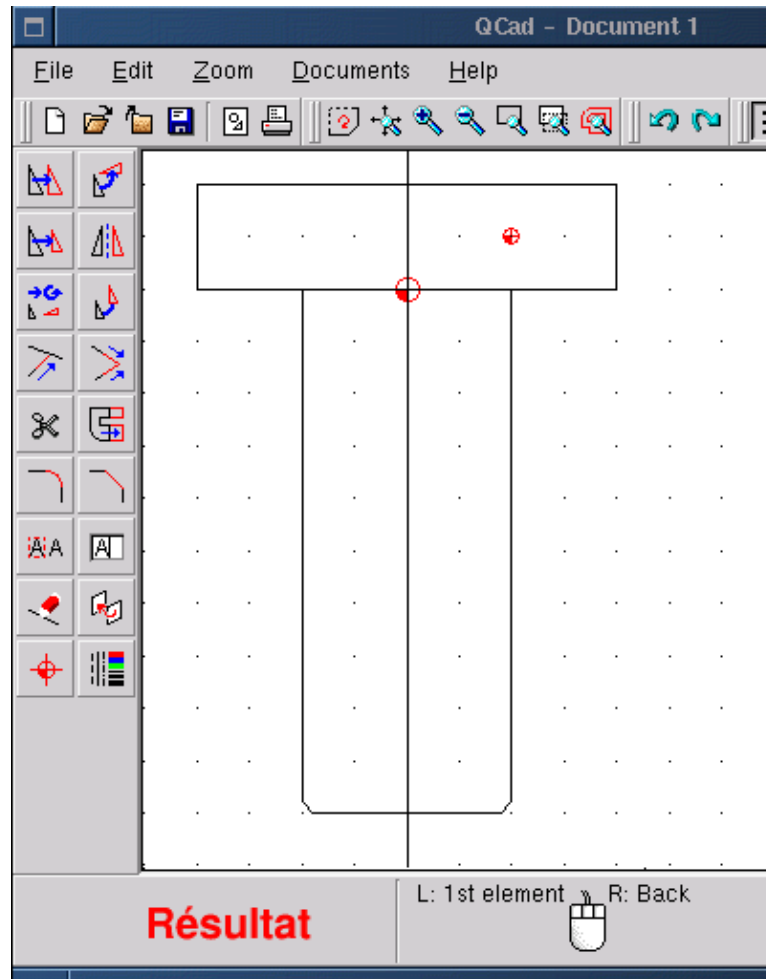 QCad - Document 1
File Edit Zoom Documents Help
L: 1st element R: Back
Résultat